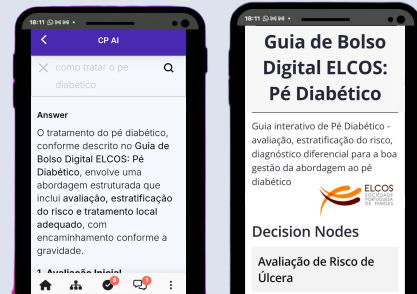 18:11
CP AI
como tratar o pe
diabetico
Answer
O tratamento do pé diabético,
conforme descrito no Guia de
Bolso Digital ELCOS: Pé
Diabético, envolve uma
abordagem estruturada que
inclui avaliação, estratificação
do risco e tratamento local
adequado, com
encaminhamento conforme a
gravidade.
1. Avaliação Inicial
18:11
Guia de Bolso
Digital ELCOS:
Pé Diabético
Guia interativo de Pé Diabético -
avaliação, estratificação do risco,
diagnóstico diferencial para a boa
gestão da abordagem ao pé
diabético
ELCOS
SOCIEDADE
PORTUGUESA
DE FERIDAS
Decision Nodes
Avaliação de Risco de
Úlcera